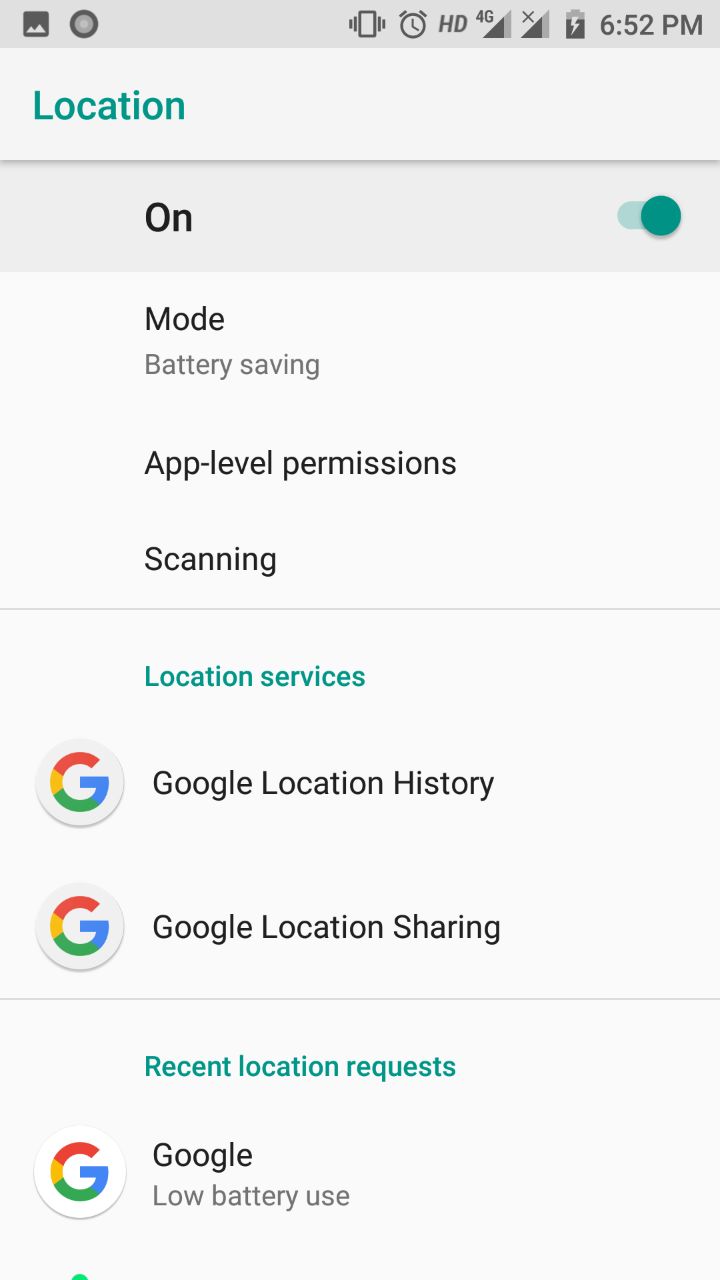 HD 4G 6:52 PM
Location
On
Mode
Battery saving
App-level permissions
Scanning
Location services
Google Location History
Google Location Sharing
Recent location requests
Google
Low battery use